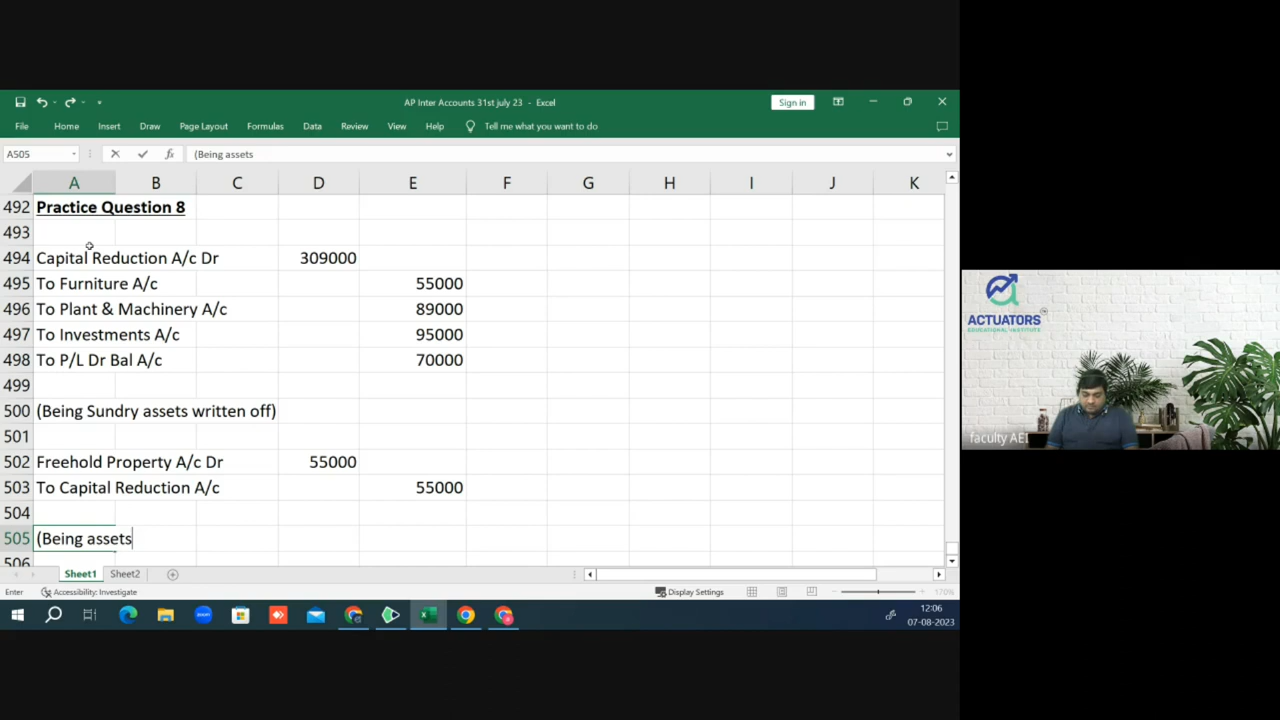 AP Inter Accounts 31st july 23 - Excel
Sign in
File Home Insert Draw Page Layout Formulas Data Review View Help Tell me what you want to do
A505 fx (Being assets
A B C D E F G H I J K
492 Practice Question 8
493
494 Capital Reduction A/c Dr 309000
495 To Furniture A/c 55000
496 To Plant & Machinery A/c 89000
497 To Investments A/c 95000
498 To P/L Dr Bal A/c 70000
499
500 (Being Sundry assets written off)
501
502 Freehold Property A/c Dr 55000
503 To Capital Reduction A/c 55000
504
505 (Being assets
506
Sheet1 Sheet2
Enter Accessibility: Investigate Display Settings 170%
zoom
12:06
07-08-2023
ACTUATORS
EDUCATIONAL INSTITUTE
faculty AEI